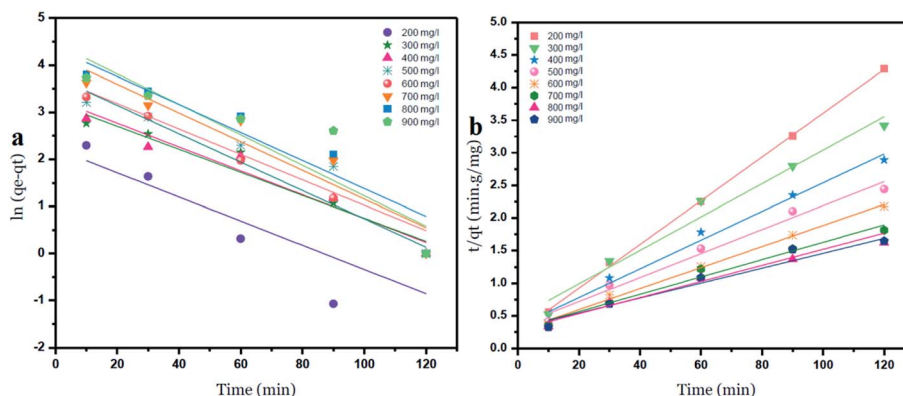 a
ln (qe-qt)
5
4
3
2
1
0
-1
-2
0
20
40
60
80
100
120
Time (min)
200 mg/l
300 mg/l
400 mg/l
500 mg/l
600 mg/l
700 mg/l
800 mg/l
900 mg/l
b
t/qt (min.g/mg)
5.0
4.5
4.0
3.5
3.0
2.5
2.0
1.5
1.0
0.5
0.0
0
20
40
60
80
100
120
Time (min)
200 mg/l
300 mg/l
400 mg/l
500 mg/l
600 mg/l
700 mg/l
800 mg/l
900 mg/l